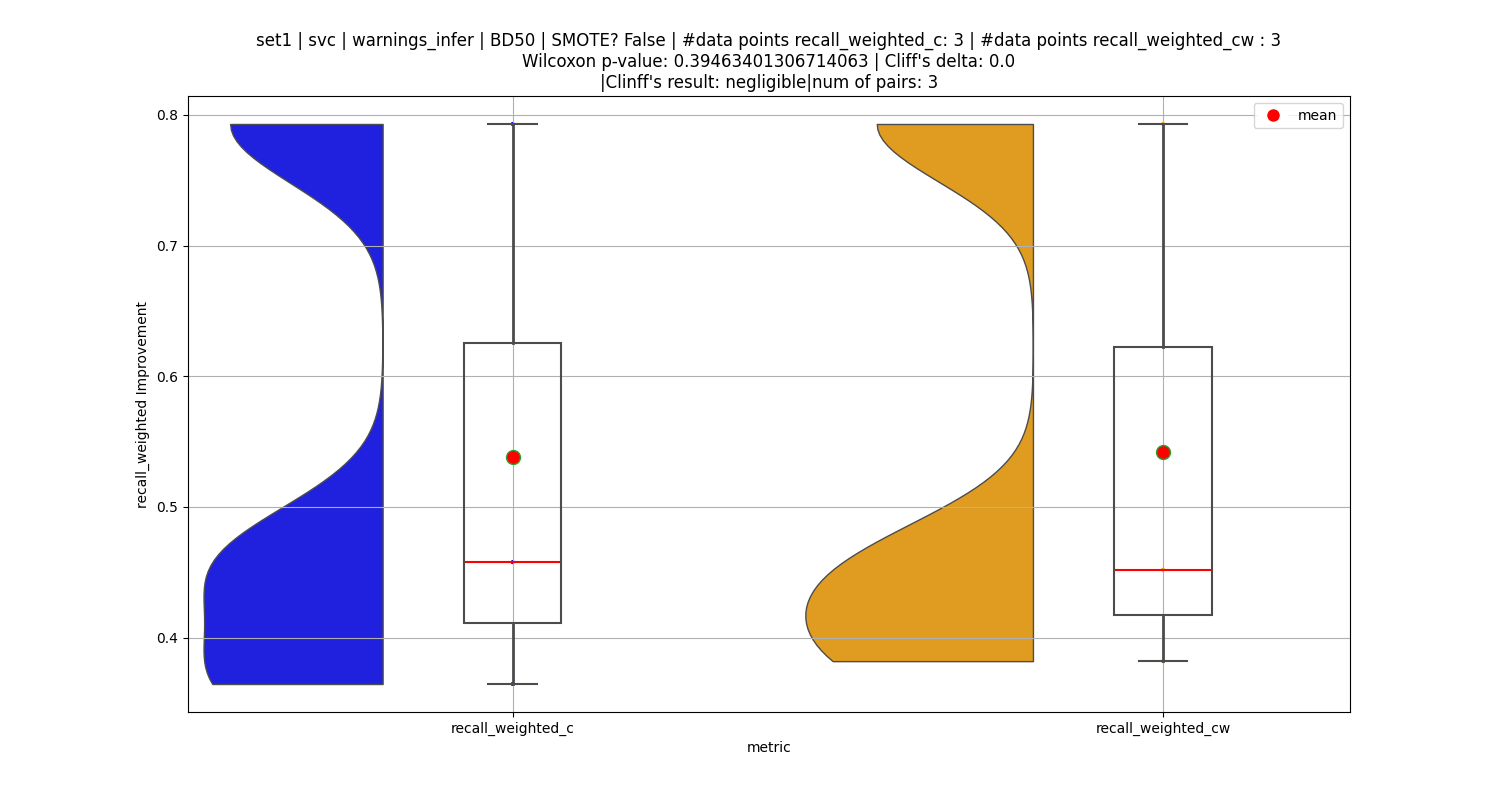 set1 | svc | warnings_infer | BD50 | SMOTE? False | #data points recall_weighted_c: 3 | #data points recall_weighted_cw : 3
Wilcoxon p-value: 0.39463401306714063 | Cliff's delta: 0.0
|Clinff's result: negligible|num of pairs: 3
mean
0.8
0.7
0.6
0.5
0.4
recall_weighted Improvement
recall_weighted_c
recall_weighted_cw
metric